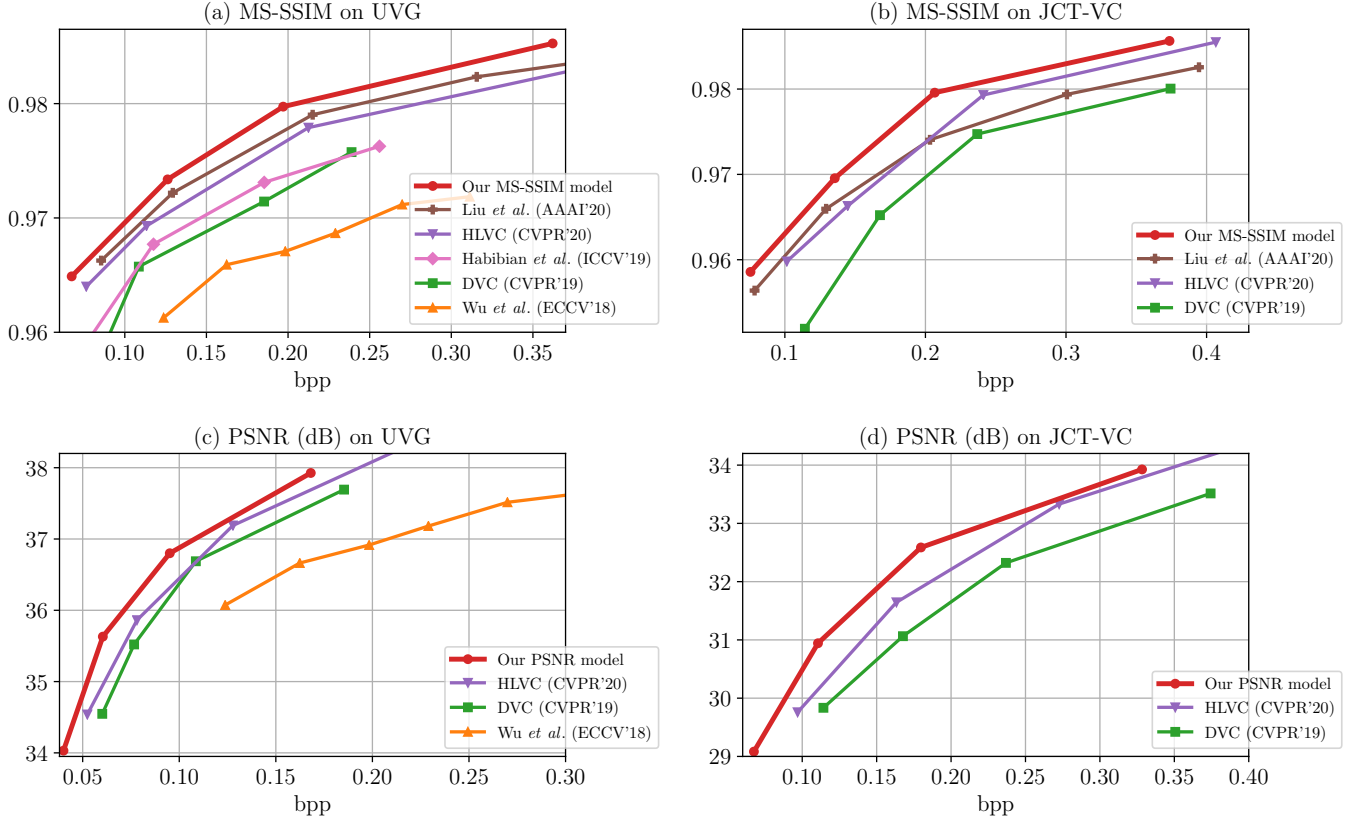 (a) MS-SSIM on UVG
0.98
0.97
0.96
0.10 0.15 0.20 0.25 0.30 0.35
bpp
Our MS-SSIM model
Liu et al. (AAAI'20)
HLVC (CVPR'20)
Habibian et al. (ICCV'19)
DVC (CVPR'19)
Wu et al. (ECCV'18)
(b) MS-SSIM on JCT-VC
0.98
0.97
0.96
0.1 0.2 0.3 0.4
bpp
Our MS-SSIM model
Liu et al. (AAAI'20)
HLVC (CVPR'20)
DVC (CVPR'19)
(c) PSNR (dB) on UVG
38
37
36
35
34
0.05 0.10 0.15 0.20 0.25 0.30
bpp
Our PSNR model
HLVC (CVPR'20)
DVC (CVPR'19)
Wu et al. (ECCV'18)
(d) PSNR (dB) on JCT-VC
34
33
32
31
30
29
0.10 0.15 0.20 0.25 0.30 0.35 0.40
bpp
Our PSNR model
HLVC (CVPR'20)
DVC (CVPR'19)